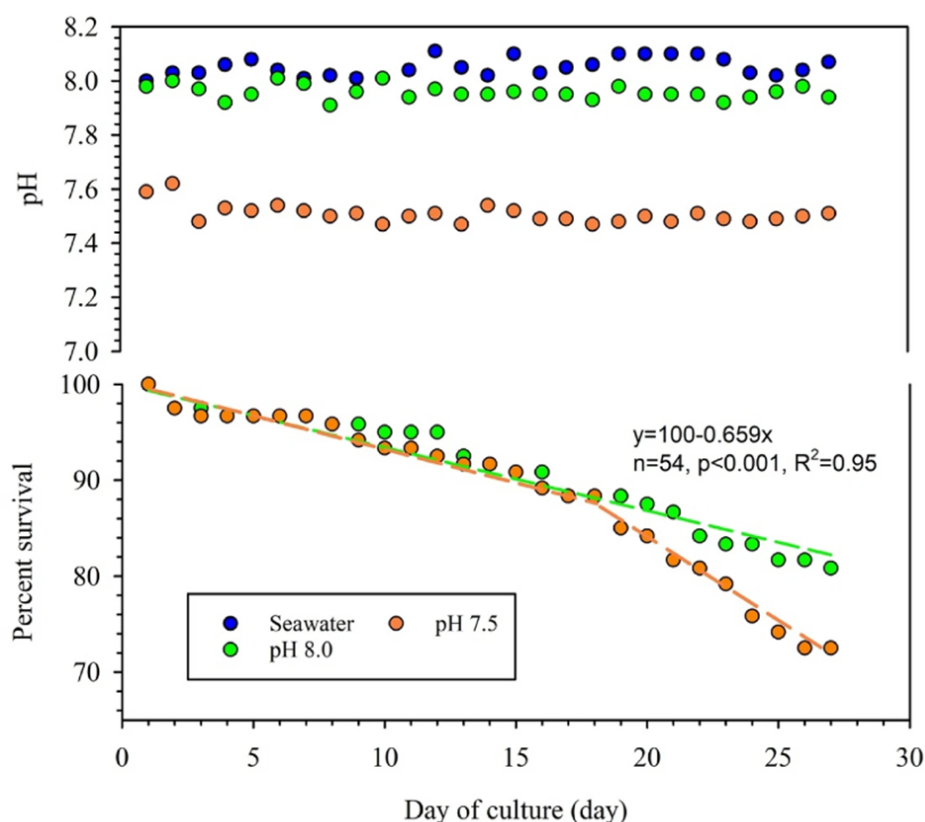 8.2
8.0
7.8
7.6
7.4
7.2
7.0
pH
100
90
80
70
Percent survival
y=100-0.659x
n=54, p<0.001, R²=0.95
Seawater pH 7.5
pH 8.0
0 5 10 15 20 25 30
Day of culture (day)